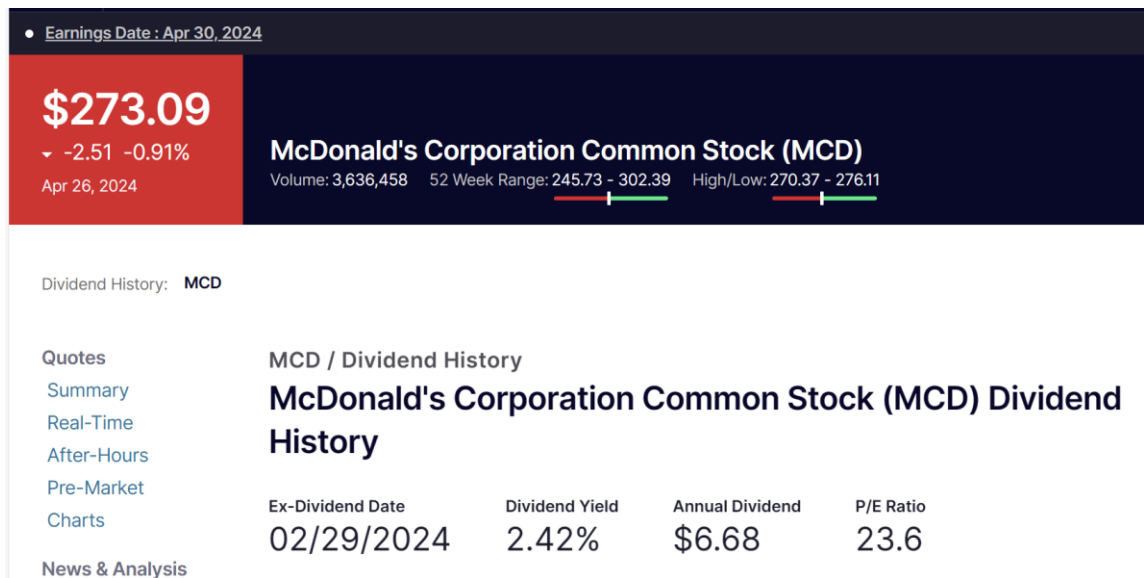 Earnings Date : Apr 30, 2024
$273.09
-2.51 -0.91%
Apr 26, 2024
McDonald's Corporation Common Stock (MCD)
Volume: 3,636,458 52 Week Range: 245.73 - 302.39 High/Low: 270.37 - 276.11
Dividend History: MCD
Quotes
Summary
Real-Time
After-Hours
Pre-Market
Charts
News & Analysis
MCD / Dividend History
McDonald's Corporation Common Stock (MCD) Dividend
History
Ex-Dividend Date Dividend Yield Annual Dividend P/E Ratio
02/29/2024 2.42% $6.68 23.6